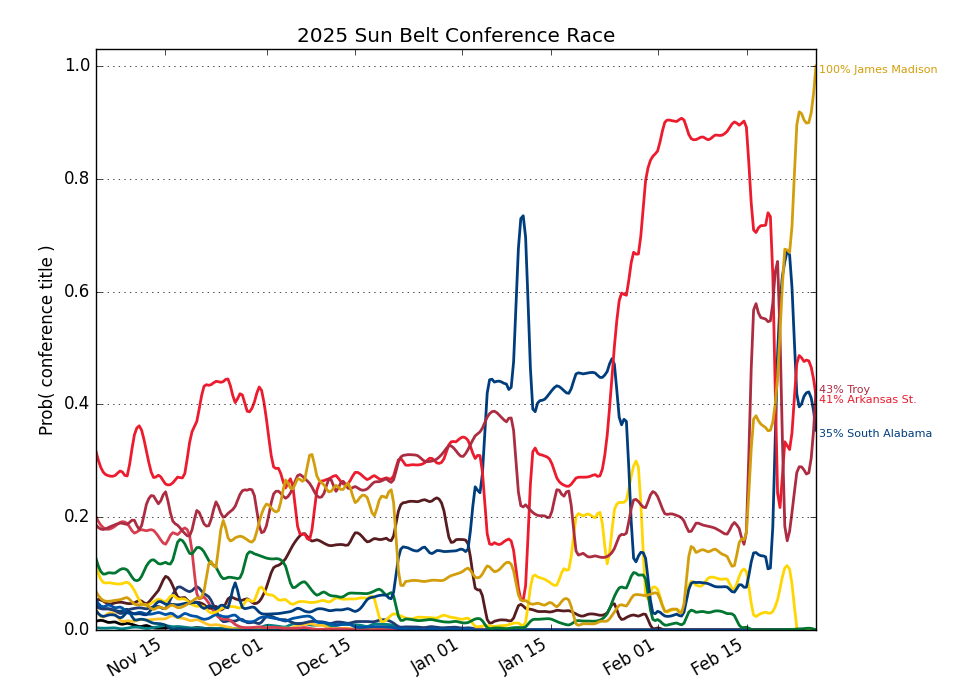 2025 Sun Belt Conference Race
Prob( conference title )
1.0
0.8
0.6
0.4
0.2
0.0
Nov 15
Dec 01
Dec 15
Jan 01
Jan 15
Feb 01
Feb 15
100% James Madison
43% Troy
41% Arkansas St.
35% South Alabama